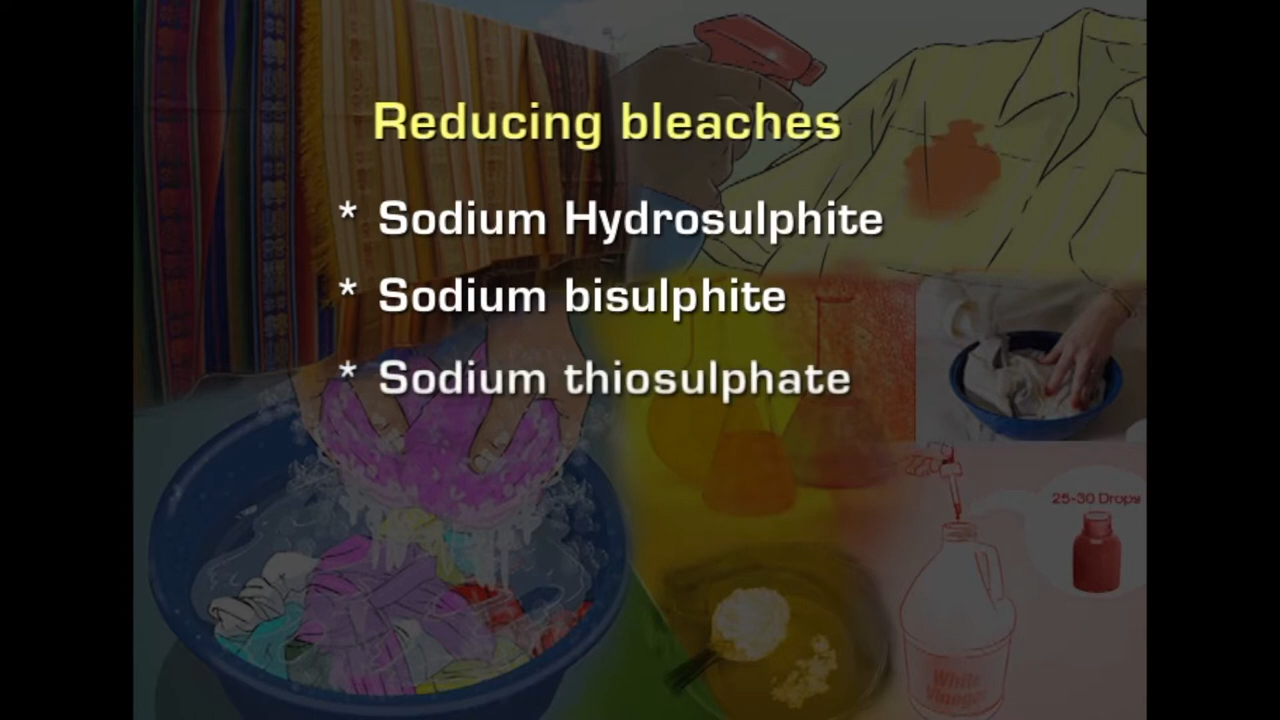 Reducing bleaches
* Sodium Hydrosulphite
* Sodium bisulphite
* Sodium thiosulphate
25-30 Drops
White
Vinegar